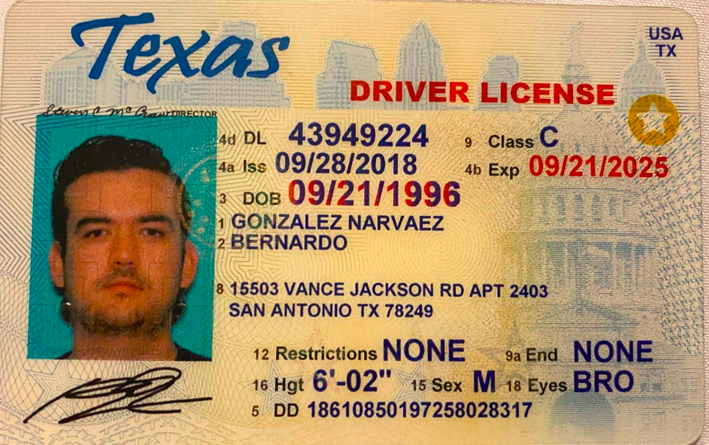 Texas
USA
TX
DRIVER LICENSE
Steven C McCraw DIRECTOR
4d DL 43949224 9 Class C
4a Iss 09/28/2018 4b Exp 09/21/2025
3 DOB 09/21/1996
1 GONZALEZ NARVAEZ
2 BERNARDO
8 15503 VANCE JACKSON RD APT 2403
SAN ANTONIO TX 78249
12 Restrictions NONE 9a End NONE
16 Hgt 6'-02" 15 Sex M 18 Eyes BRO
5 DD 18610850197258028317